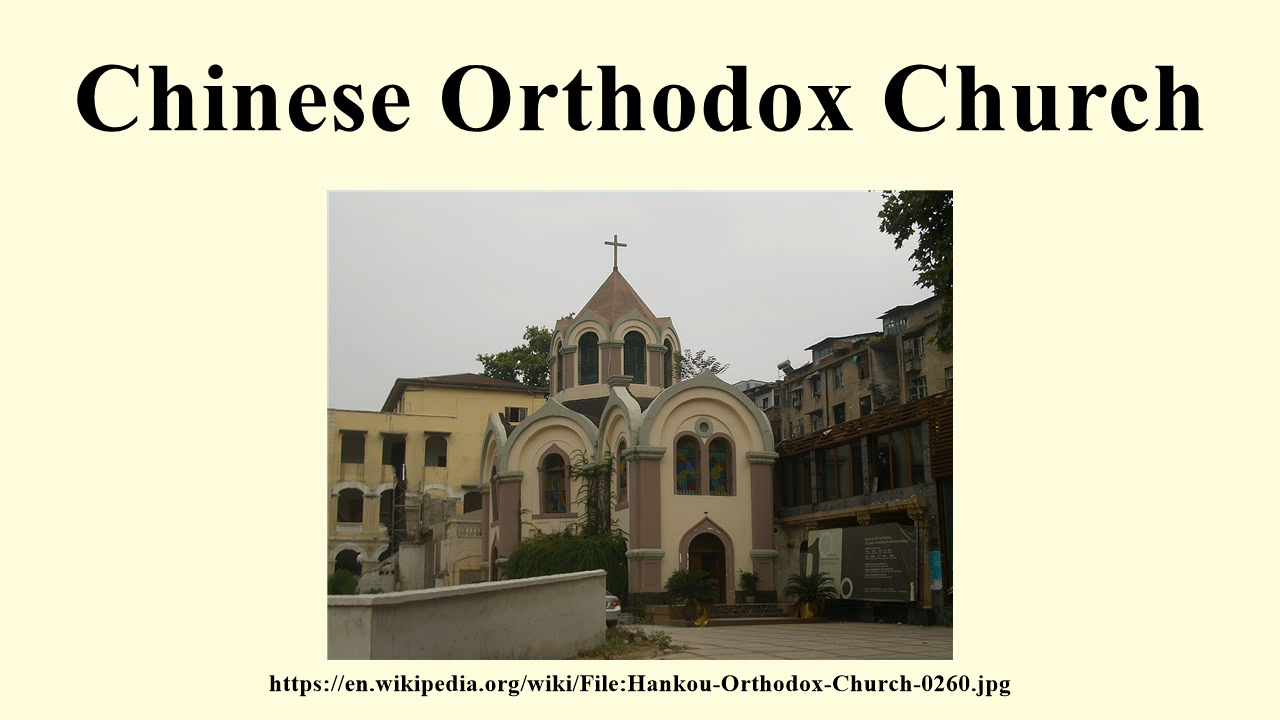 Chinese Orthodox Church
https://en.wikipedia.org/wiki/File:Hankou-Orthodox-Church-0260.jpg